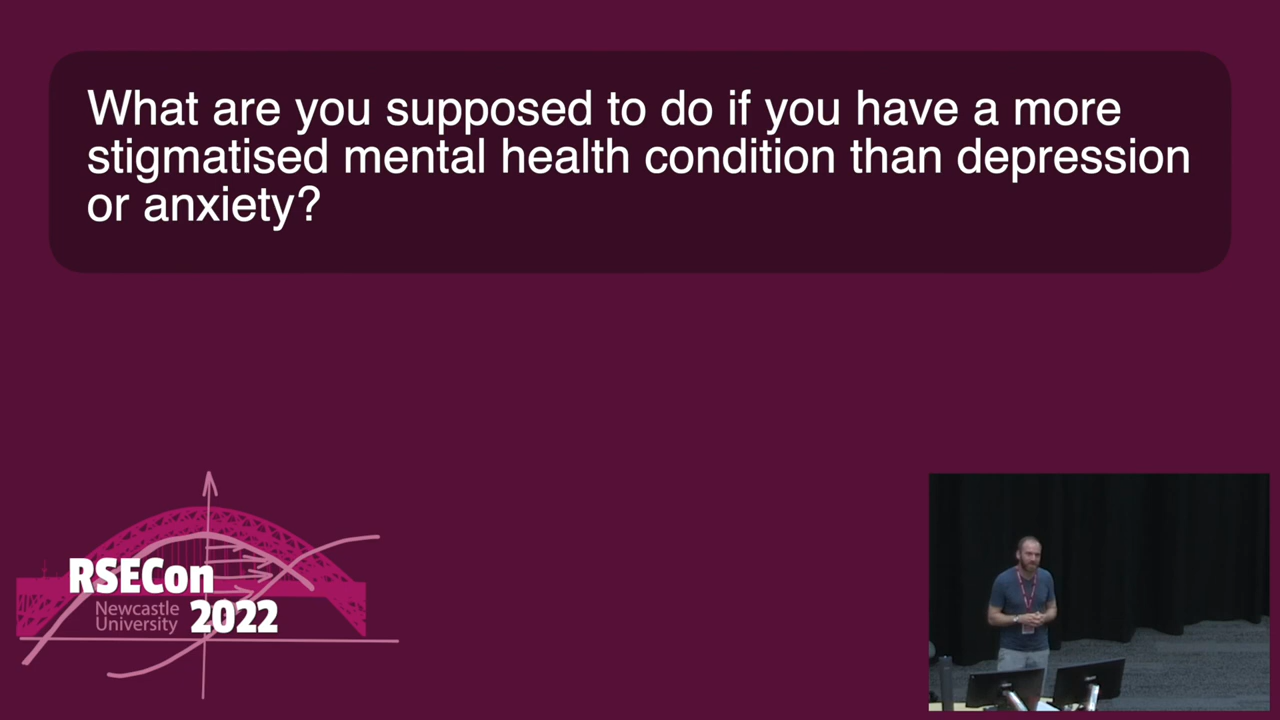 What are you supposed to do if you have a more
stigmatised mental health condition than depression
or anxiety?
RSECon
Newcastle
University
2022